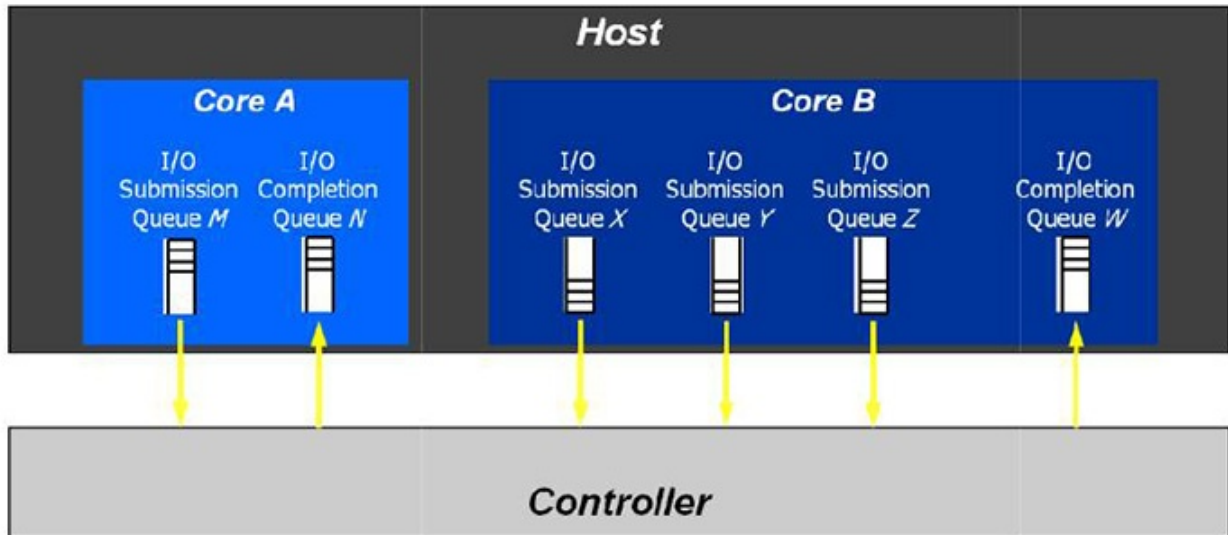 Host
Core A
Core B
I/O
Submission
Queue M
I/O
Completion
Queue N
I/O
Submission
Queue X
I/O
Submission
Queue Y
I/O
Submission
Queue Z
I/O
Completion
Queue W
Controller